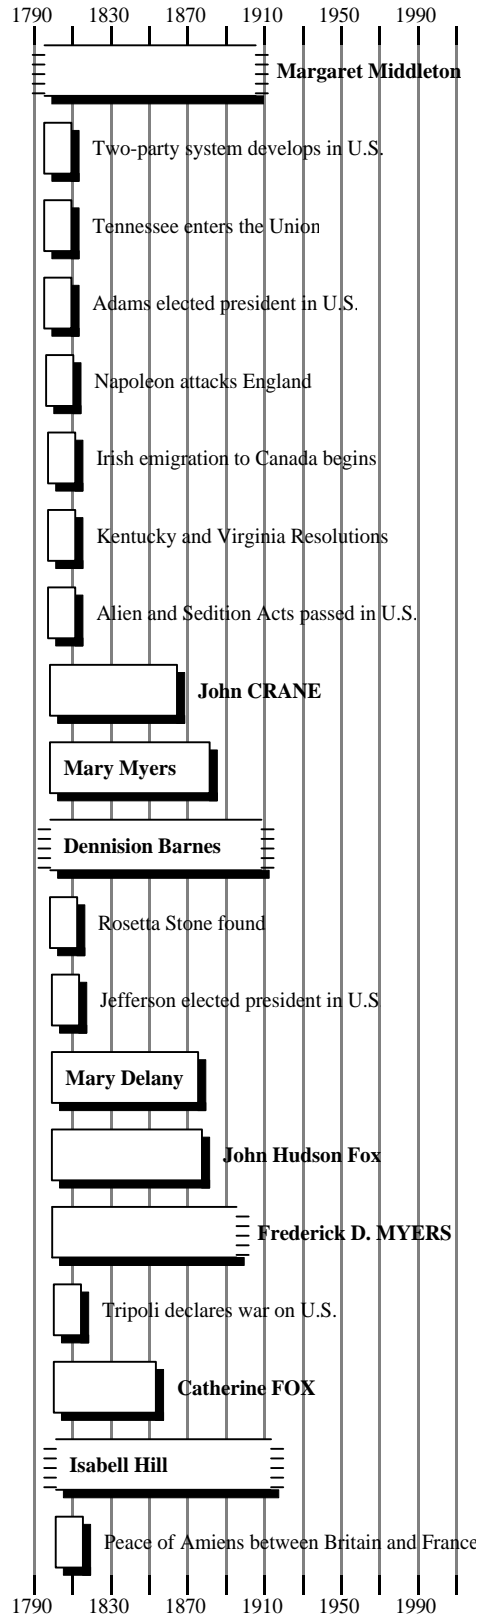 1790 1830 1870 1910 1950 1990
Margaret Middleton
Two-party system develops in U.S.
Tennessee enters the Union
Adams elected president in U.S.
Napoleon attacks England
Irish emigration to Canada begins
Kentucky and Virginia Resolutions
Alien and Sedition Acts passed in U.S.
John CRANE
Mary Myers
Dennision Barnes
Rosetta Stone found
Jefferson elected president in U.S
Mary Delany
John Hudson Fox
Frederick D. MYERS
Tripoli declares war on U.S.
Catherine FOX
Isabell Hill
Peace of Amiens between Britain and France
1790 1830 1870 1910 1950 1990